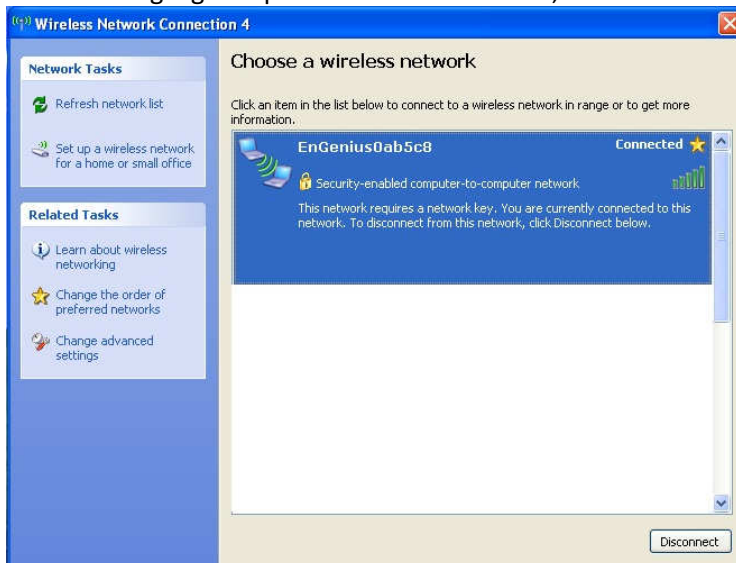 Wireless Network Connection 4
Network Tasks
Refresh network list
Set up a wireless network
for a home or small office
Related Tasks
Learn about wireless
networking
Change the order of
preferred networks
Change advanced
settings
Choose a wireless network
Click an item in the list below to connect to a wireless network in range or to get more
information.
EnGenius0ab5c8 Connected
Security-enabled computer-to-computer network
This network requires a network key. You are currently connected to this
network. To disconnect from this network, click Disconnect below.
Disconnect